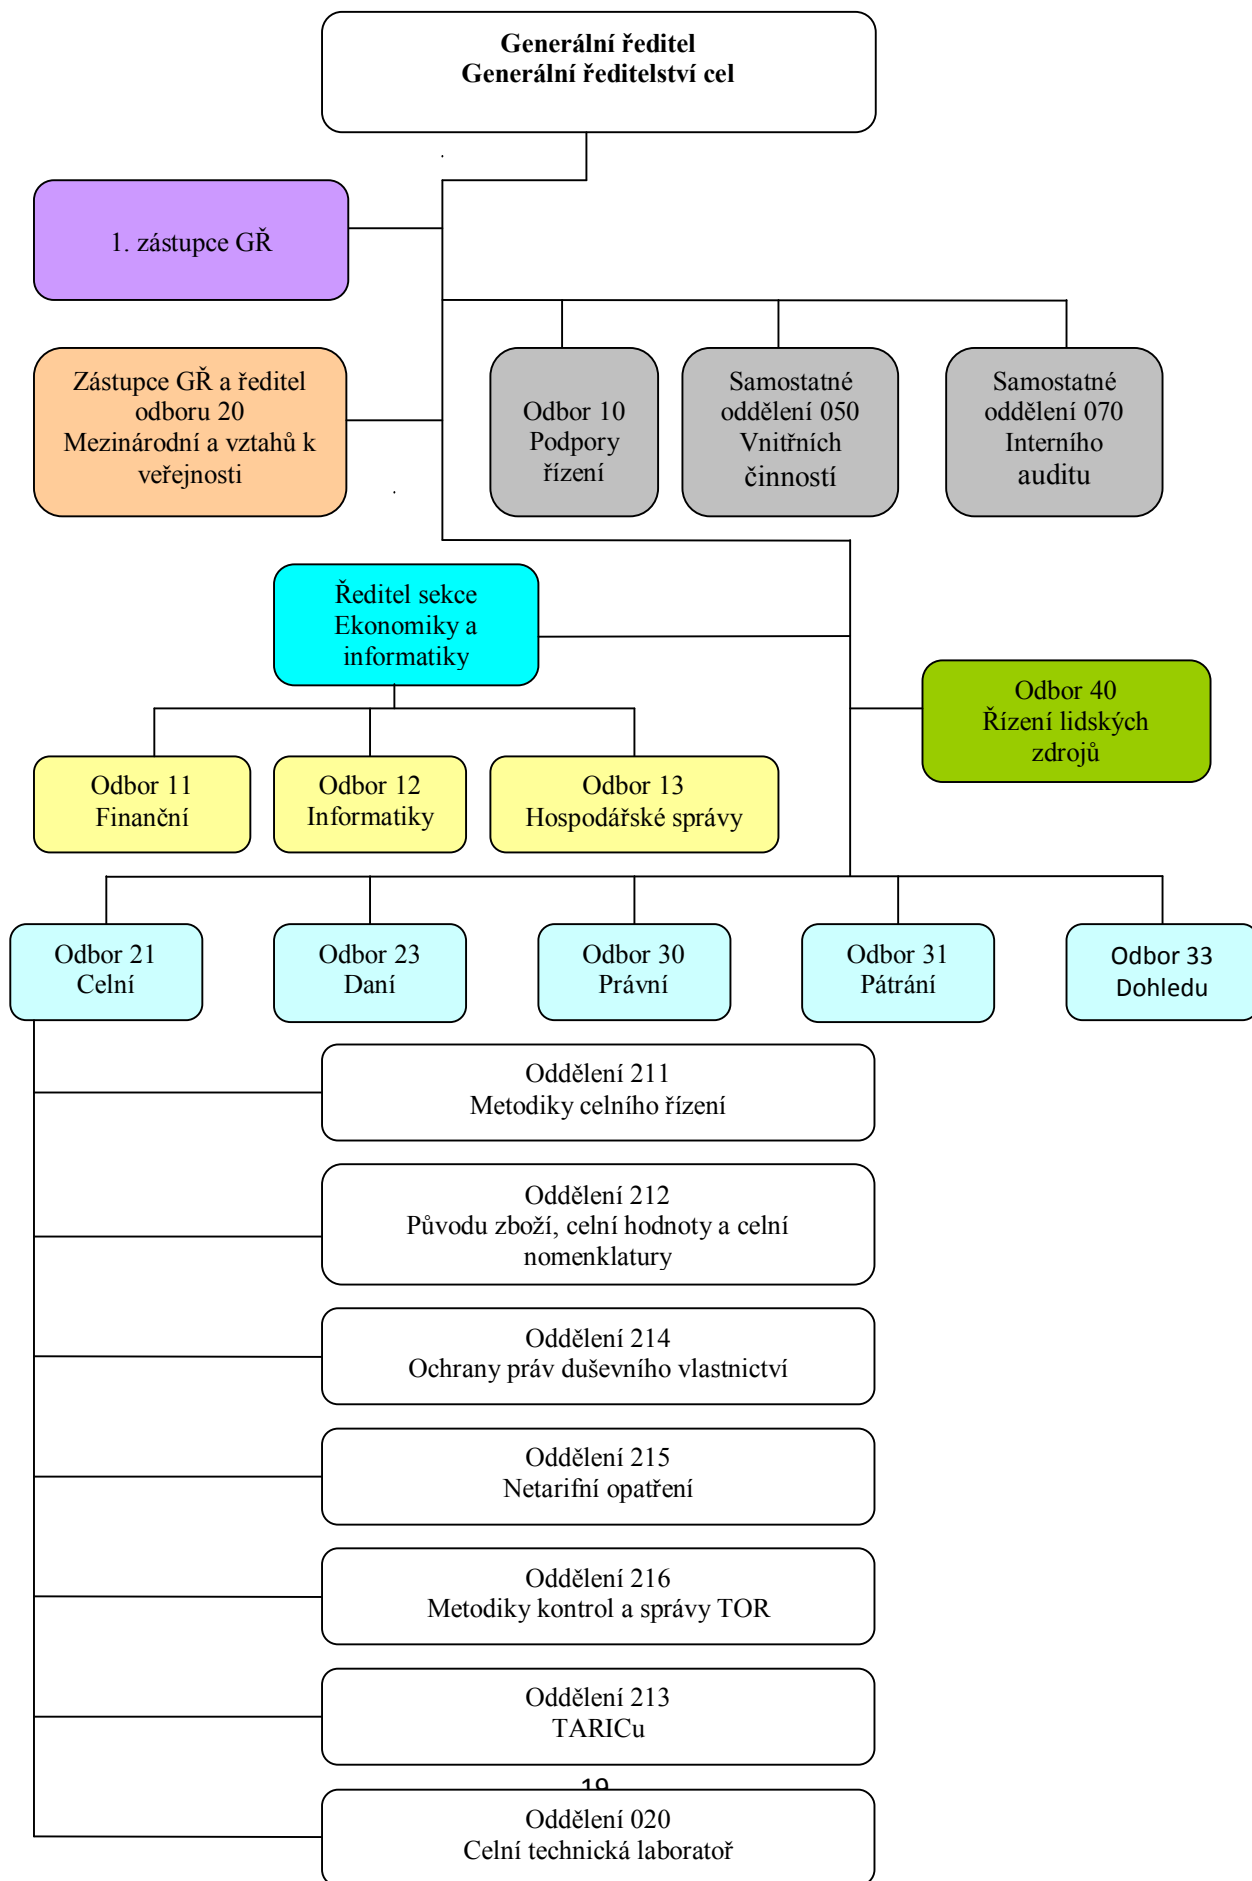 Generální ředitel
Generální ředitelství cel
1. zástupce GŘ
Zástupce GŘ a ředitel
odboru 20
Mezinárodní a vztahů k
veřejnosti
Odbor 10
Podpory
řízení
Samostatné
oddělení 050
Vnitřních
činností
Samostatné
oddělení 070
Interního
auditu
Ředitel sekce
Ekonomiky a
informatiky
Odbor 40
Řízení lidských
zdrojů
Odbor 11
Finanční
Odbor 12
Informatiky
Odbor 13
Hospodářské správy
Odbor 21
Celní
Odbor 23
Daní
Odbor 30
Právní
Odbor 31
Pátrání
Odbor 33
Dohledu
Oddělení 211
Metodiky celního řízení
Oddělení 212
Původu zboží, celní hodnoty a celní
nomenklatury
Oddělení 214
Ochrany práv duševního vlastnictví
Oddělení 215
Netarifní opatření
Oddělení 216
Metodiky kontrol a správy TOR
Oddělení 213
TARICu
19
Oddělení 020
Celní technická laboratoř